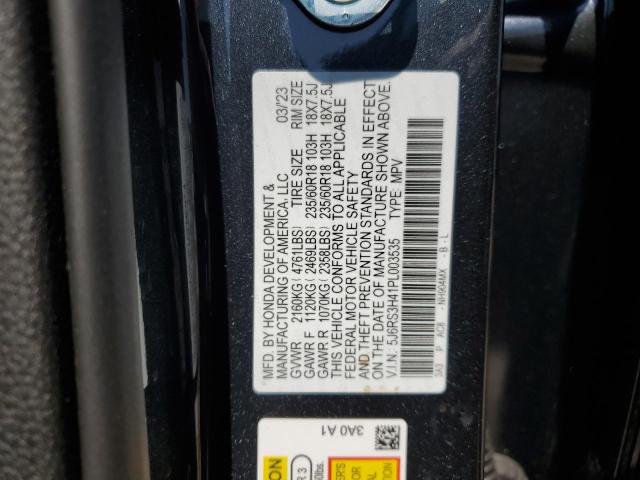 MFD. BY HONDA DEVELOPMENT & 03/23
MANUFACTURING OF AMERICA, LLC
GVWR 2160KG ( 4761LBS) TIRE SIZE RIM SIZE
GAWR F 1120KG ( 2469LBS) 235/60R18 103H 18X7.5J
GAWR R 1070KG ( 2358LBS) 235/60R18 103H 18X7.5J
THIS VEHICLE CONFORMS TO ALL APPLICABLE
FEDERAL MOTOR VEHICLE SAFETY
AND THEFT PREVENTION STANDARDS IN EFFECT
ON THE DATE OF MANUFACTURE SHOWN ABOVE.
V.I.N. 5J6RS3H41PL003535 TYPE: MPV
3A3 P AC8 -NH904MX - B - L
3A0 A1